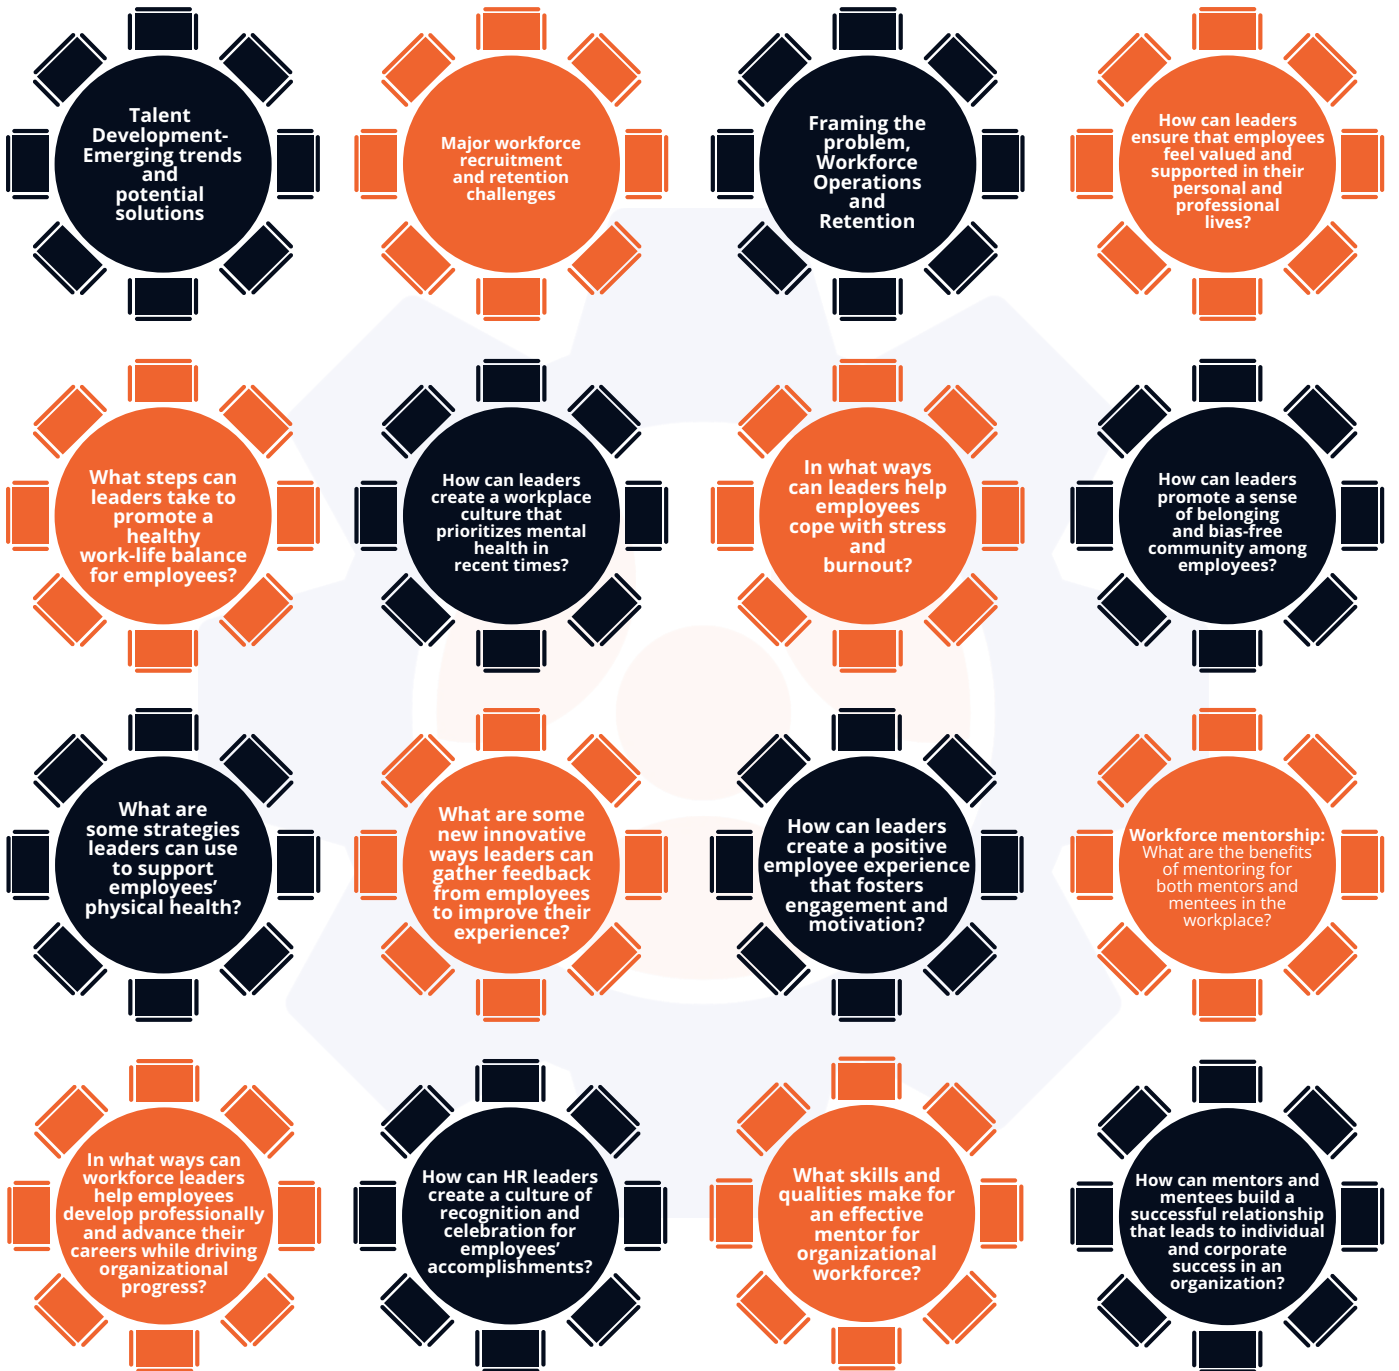 Talent
Development-
Emerging trends
and
potential
solutions
Major workforce
recruitment
and retention
challenges
Framing the
problem,
Workforce
Operations
and
Retention
How can leaders
ensure that employees
feel valued and
supported in their
personal and
professional
lives?
What steps can
leaders take to
promote a
healthy
work-life balance
for employees?
How can leaders
create a workplace
culture that
prioritizes mental
health in
recent times?
In what ways
can leaders help
employees
cope with stress
and
burnout?
How can leaders
promote a sense
of belonging
and bias-free
community among
employees?
What are
some strategies
leaders can use
to support
employees’
physical health?
What are some
new innovative
ways leaders can
gather feedback
from employees
to improve their
experience?
How can leaders
create a positive
employee experience
that fosters
engagement and
motivation?
Workforce mentorship:
What are the benefits
of mentoring for
both mentors and
mentees in the
workplace?
In what ways can
workforce leaders
help employees
develop professionally
and advance their
careers while driving
organizational
progress?
How can HR leaders
create a culture of
recognition and
celebration for
employees’
accomplishments?
What skills and
qualities make for
an effective
mentor for
organizational
workforce?
How can mentors and
mentees build a
successful relationship
that leads to individual
and corporate
success in an
organization?